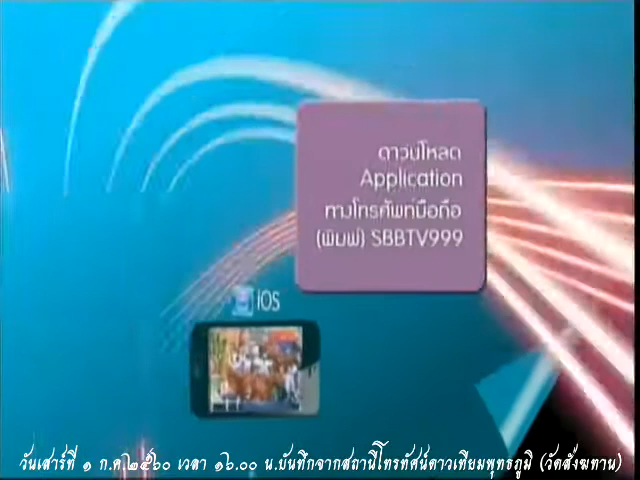 ดาวน์โหลด
Application
ทางโทรศัพท์มือถือ
(พิมพ์) SBBTV999
iOS
วันเสาร์ที่ ๑ ก.ค.๒๕๖๐ เวลา ๑๖.๐๐ น.บันทึกจากสถานีโทรทัศน์ดาวเทียมพุทธภูมิ (วัดสังฆทาน)